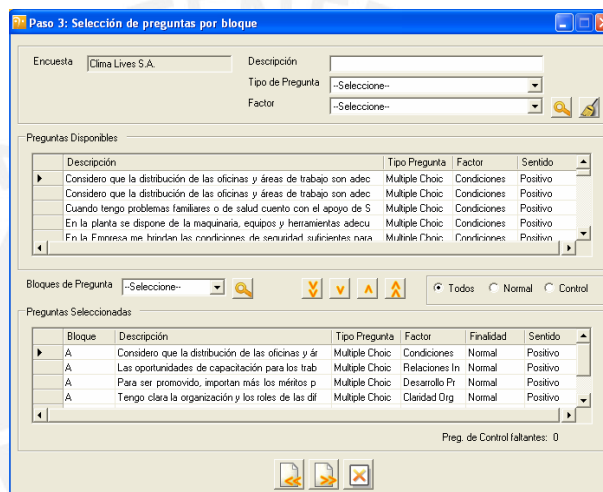 Paso 3: Selección de preguntas por bloque
Encuesta Clima Lives S.A. Descripción
Tipo de Pregunta --Seleccione--
Factor --Seleccione--
Preguntas Disponibles
Descripción Tipo Pregunta Factor Sentido
Considero que la distribución de las oficinas y áreas de trabajo son adec Multiple Choic Condiciones Positivo
Considero que la distribución de las oficinas y áreas de trabajo son adec Multiple Choic Condiciones Positivo
Cuando tengo problemas familiares o de salud cuento con el apoyo de S Multiple Choic Condiciones Positivo
En la planta se dispone de la maquinaria, equipos y herramientas adecu Multiple Choic Condiciones Positivo
En la Empresa me brindan las condiciones de seguridad suficientes para Multiple Choic Condiciones Positivo
Bloques de Pregunta --Seleccione-- Todos Normal Control
Preguntas Seleccionadas
Bloque Descripción Tipo Pregunta Factor Finalidad Sentido
A Considero que la distribución de las oficinas y ár Multiple Choic Condiciones Normal Positivo
A Las oportunidades de capacitación para los trab Multiple Choic Relaciones In Normal Positivo
A Para ser promovido, importan más los méritos p Multiple Choic Desarrollo Pr Normal Positivo
A Tengo clara la organización y los roles de las dif Multiple Choic Claridad Org Normal Positivo
Preg. de Control faltantes: 0